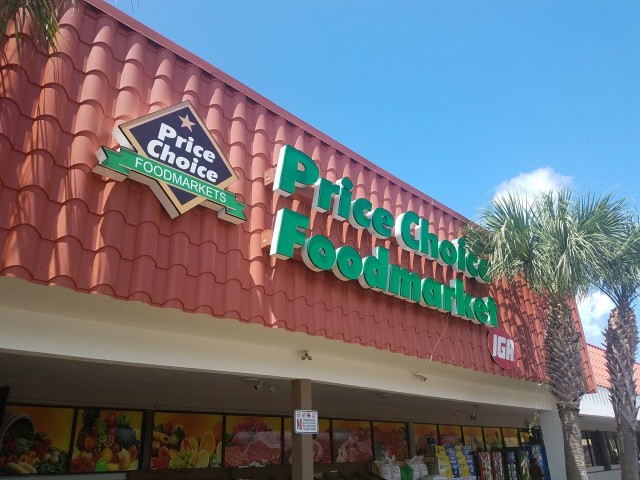 Price
Choice
FOODMARKETS
Price Choice
Foodmarket
IGA